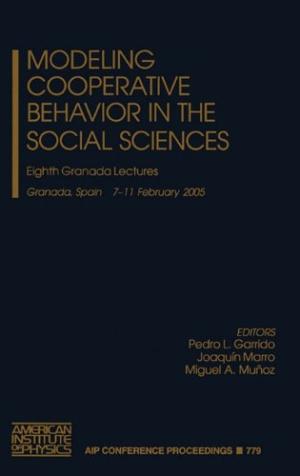 MODELING
COOPERATIVE
BEHAVIOR IN THE
SOCIAL SCIENCES
Eighth Granada Lectures
Granada, Spain 7–11 February 2005
EDITORS
Pedro L. Garrido
Joaquín Marro
Miguel A. Muñoz
AMERICAN
INSTITUTE
OF PHYSICS
AIP CONFERENCE PROCEEDINGS ■ 779